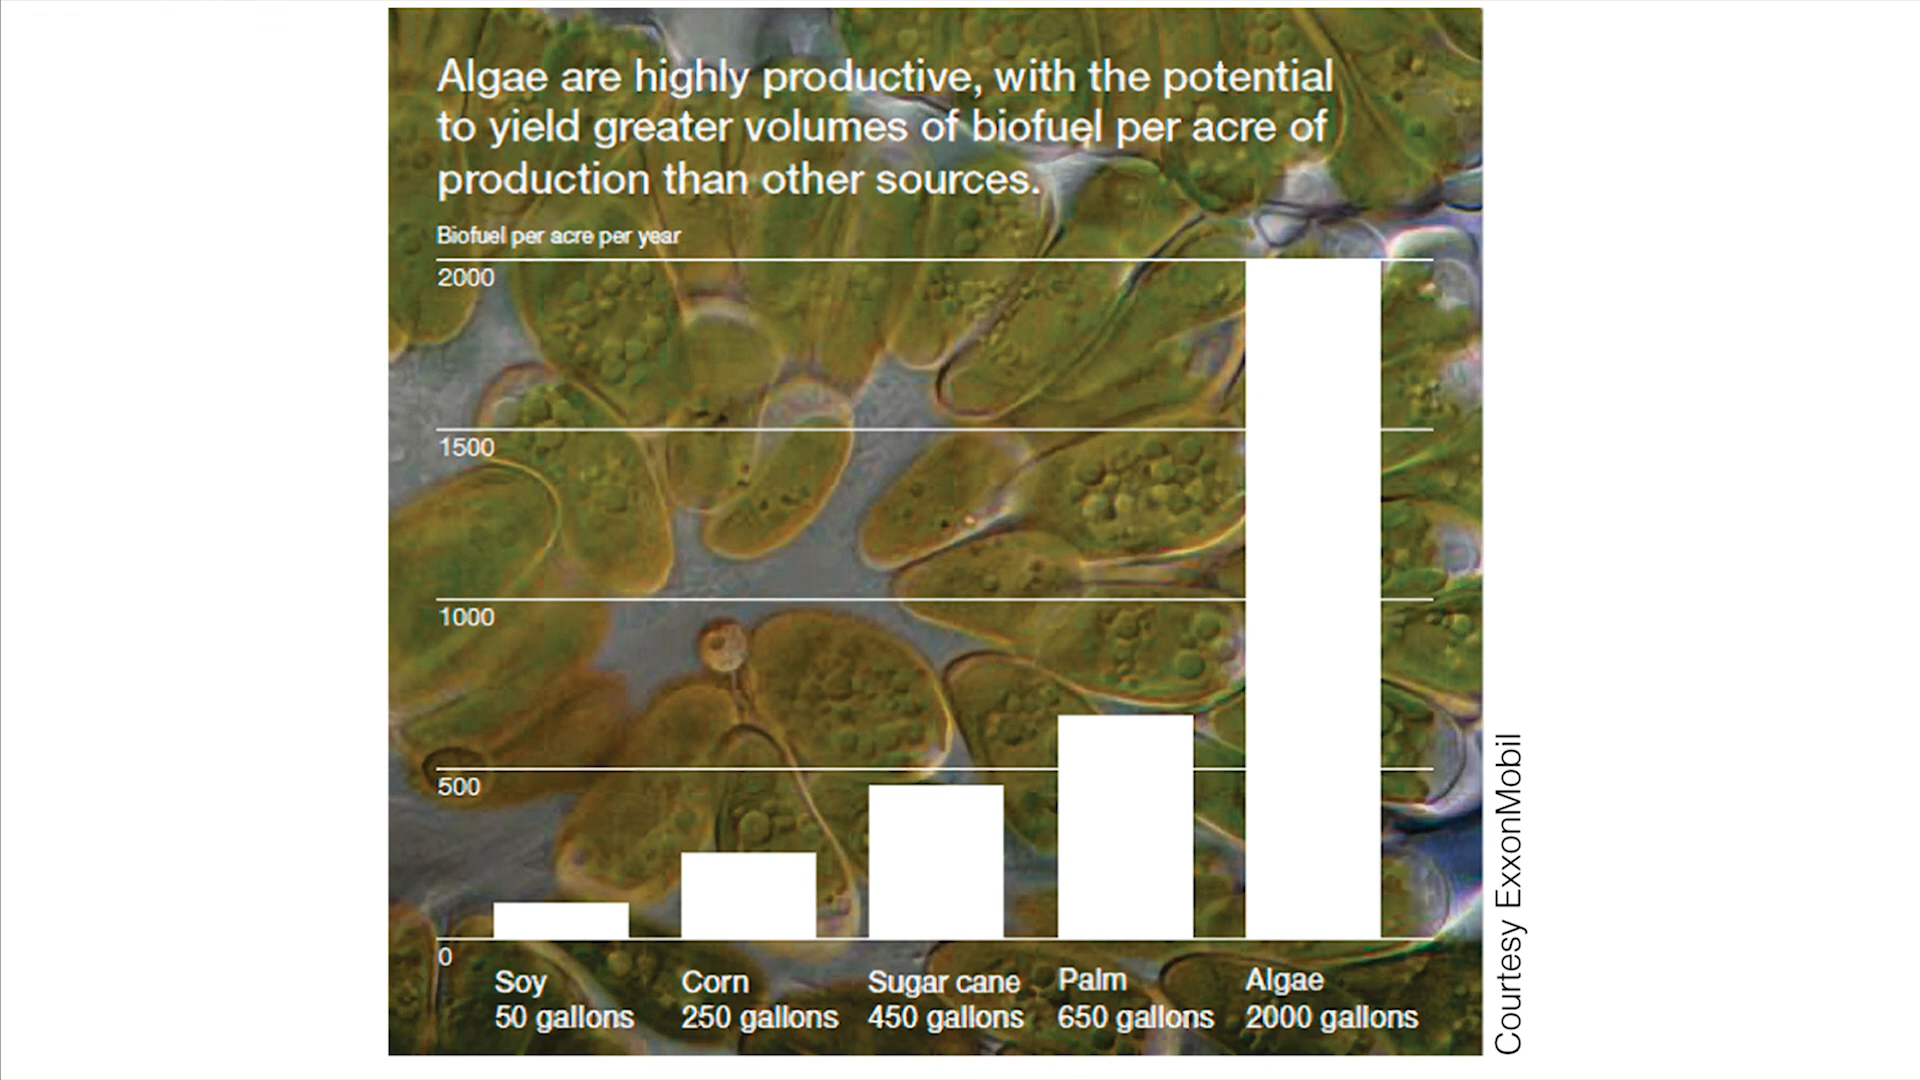 Algae are highly productive, with the potential
to yield greater volumes of biofuel per acre of
production than other sources.
Biofuel per acre per year
2000
1500
1000
500
0
Soy
50 gallons
Corn
250 gallons
Sugar cane
450 gallons
Palm
650 gallons
Algae
2000 gallons
Courtesy ExxonMobil